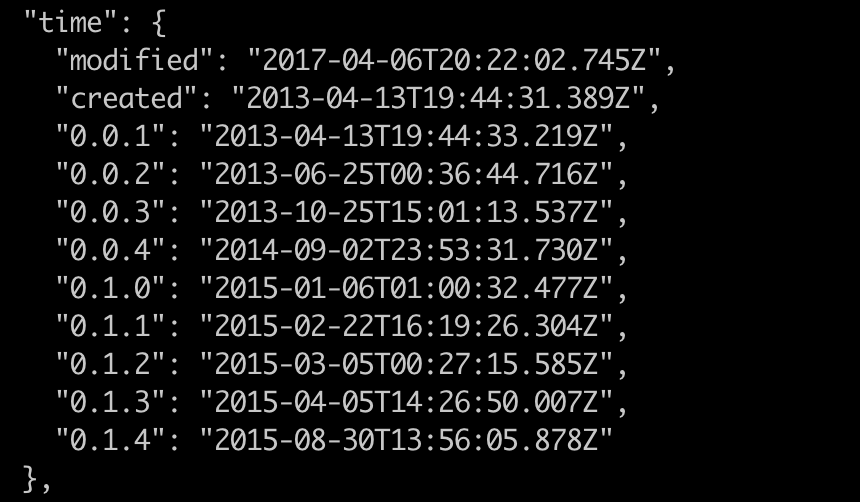 "time": {
"modified": "2017-04-06T20:22:02.745Z",
"created": "2013-04-13T19:44:31.389Z",
"0.0.1": "2013-04-13T19:44:33.219Z",
"0.0.2": "2013-06-25T00:36:44.716Z",
"0.0.3": "2013-10-25T15:01:13.537Z",
"0.0.4": "2014-09-02T23:53:31.730Z",
"0.1.0": "2015-01-06T01:00:32.477Z",
"0.1.1": "2015-02-22T16:19:26.304Z",
"0.1.2": "2015-03-05T00:27:15.585Z",
"0.1.3": "2015-04-05T14:26:50.007Z",
"0.1.4": "2015-08-30T13:56:05.878Z"
},